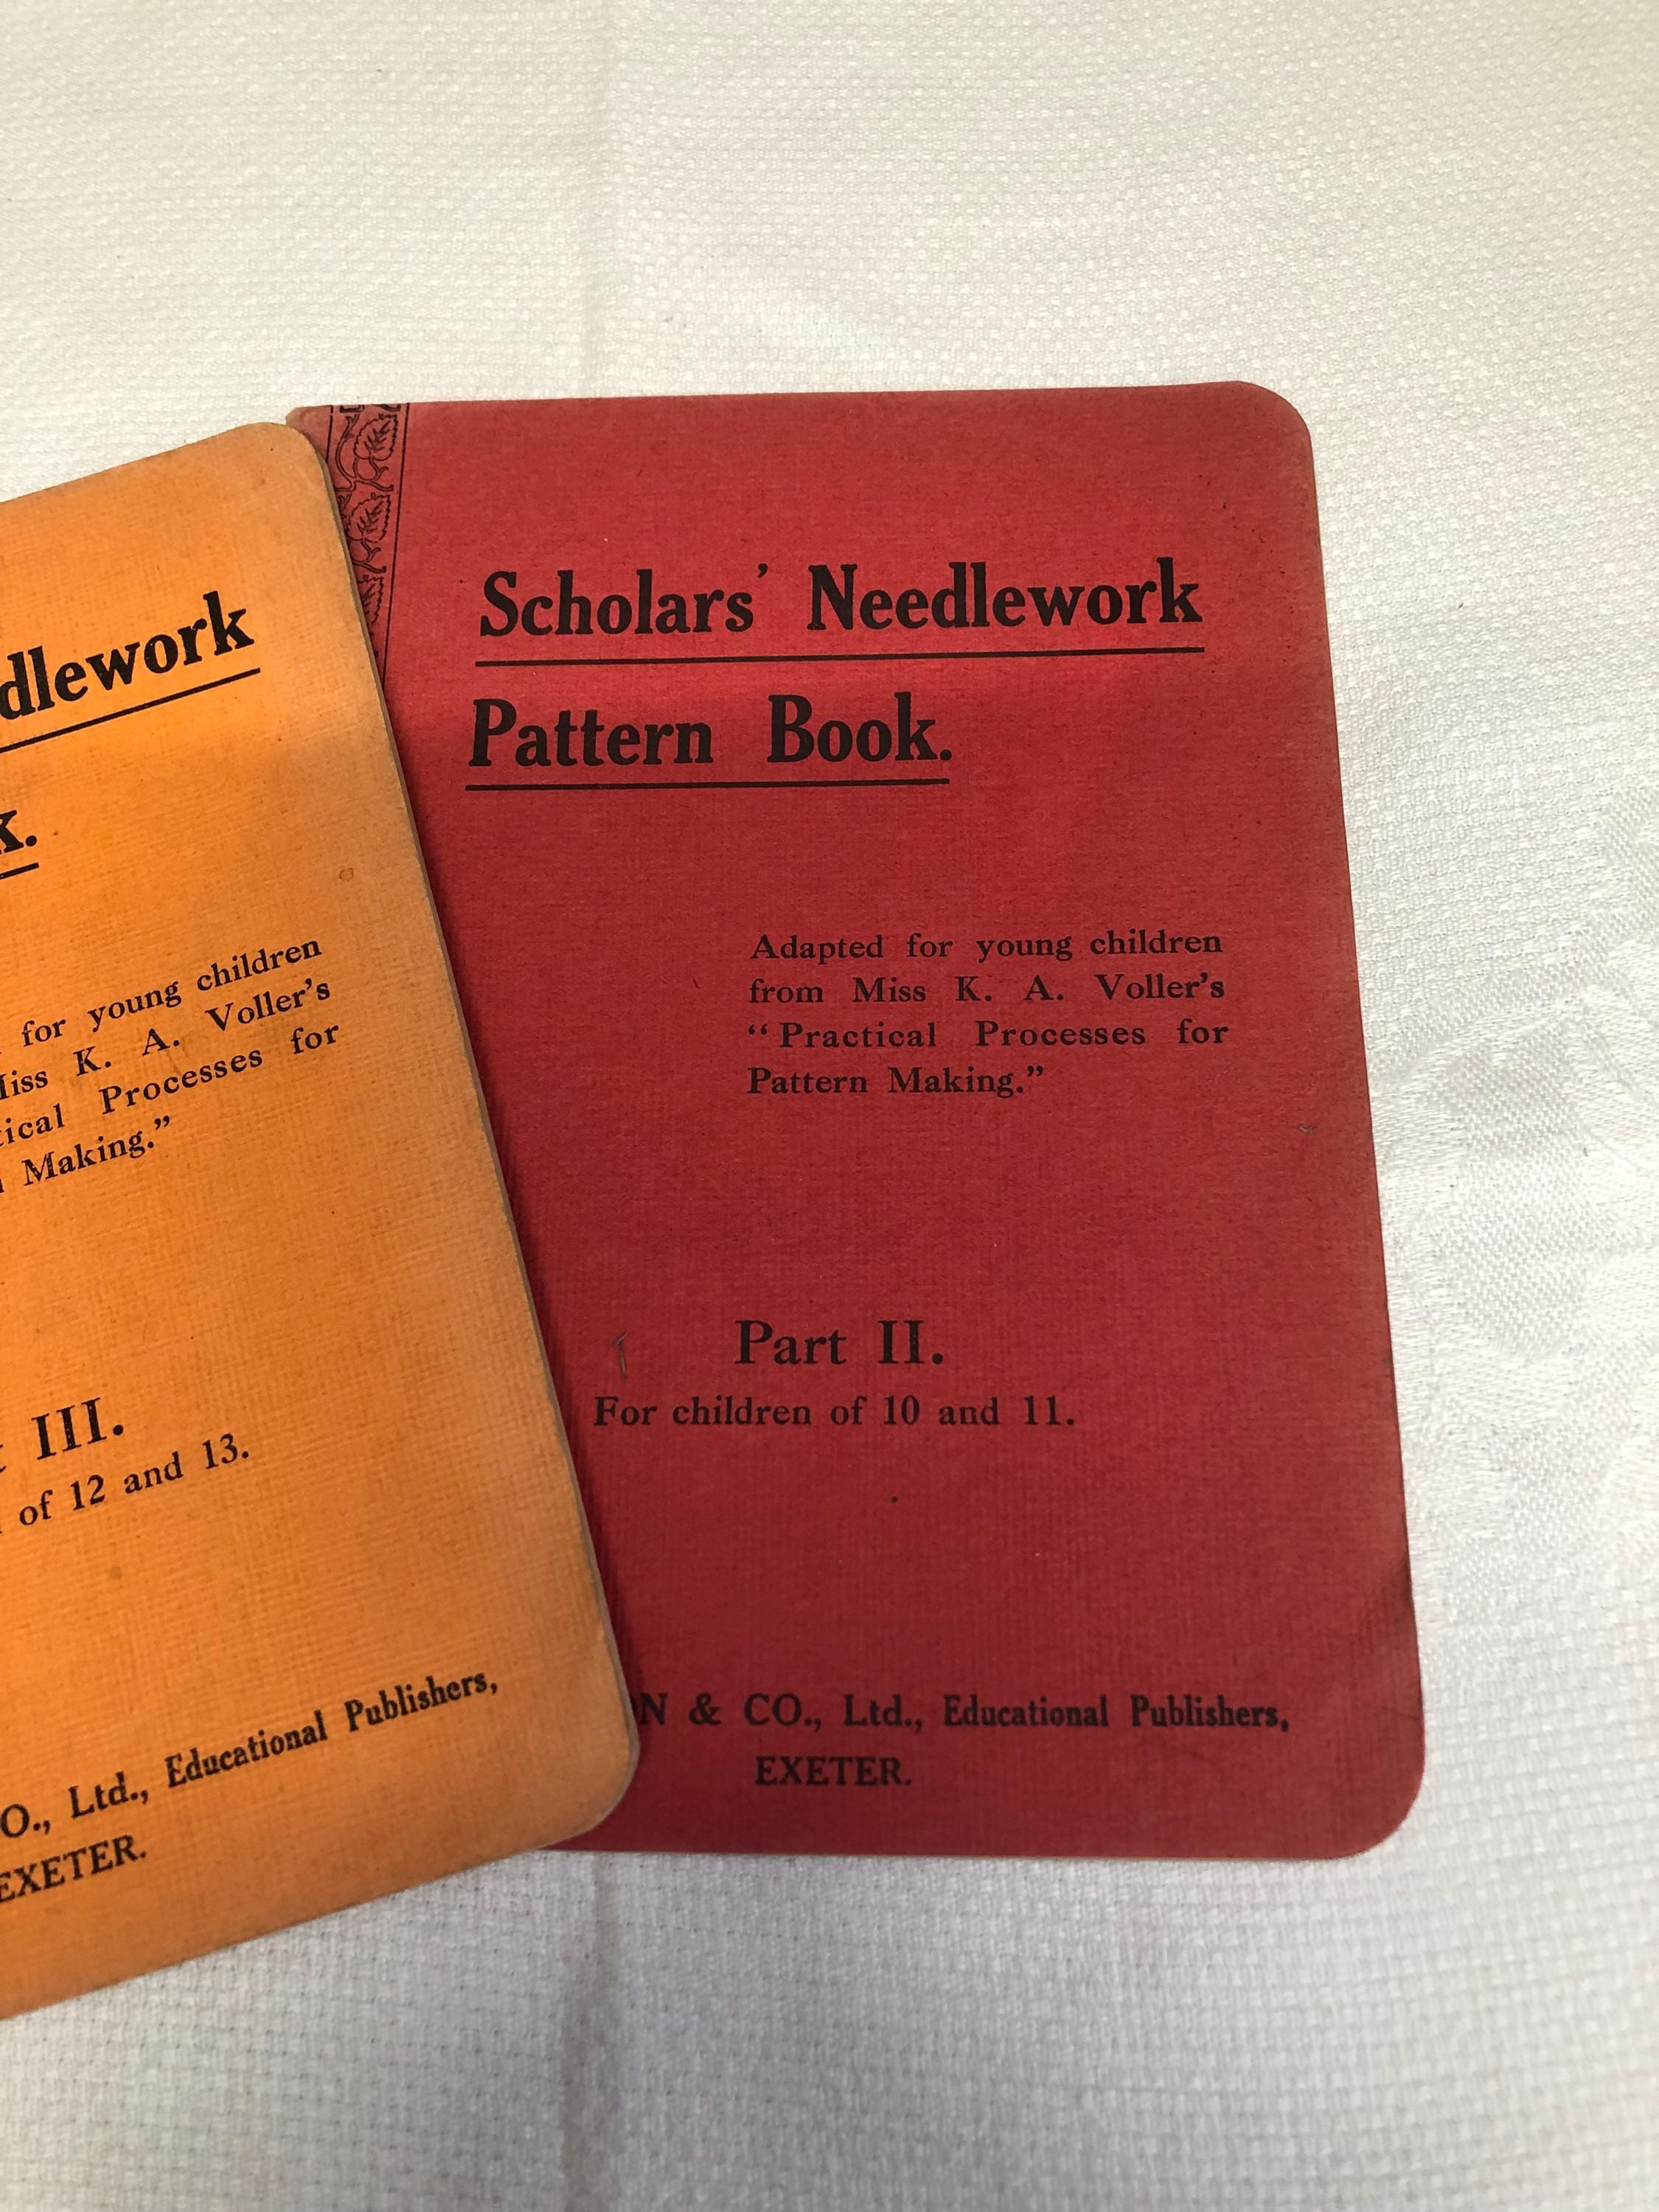 Scholars' Needlework
Pattern Book.
Adapted for young children
from Miss K. A. Voller's
“Practical Processes for
Pattern Making.”
Part II.
For children of 10 and 11.
N & CO., Ltd., Educational Publishers,
EXETER.
dlework
k.
for young children
Miss K. A. Voller's
tical Processes for
Making.”
III.
of 12 and 13.
O., Ltd., Educational Publishers,
EXETER.